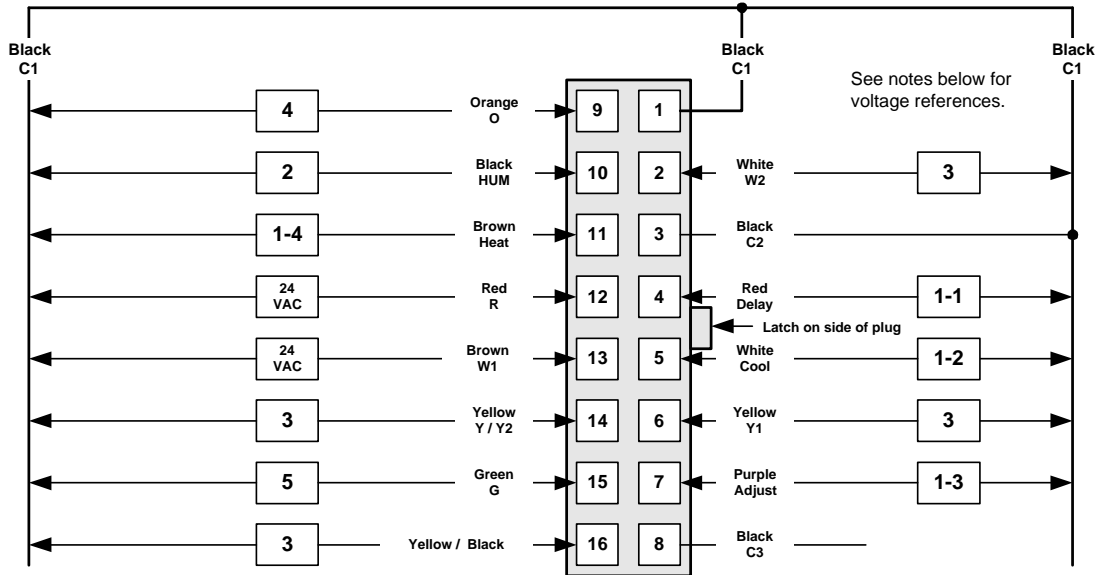 Black
C1
Black
C1
Black
C1
See notes below for
voltage references.
4
Orange
O
9
1
2
Black
HUM
10
2
White
W2
3
1-4
Brown
Heat
11
3
Black
C2
24
VAC
Red
R
12
4
Red
Delay
1-1
Latch on side of plug
24
VAC
Brown
W1
13
5
White
Cool
1-2
3
Yellow
Y / Y2
14
6
Yellow
Y1
3
5
Green
G
15
7
Purple
Adjust
1-3
3
Yellow / Black
16
8
Black
C3